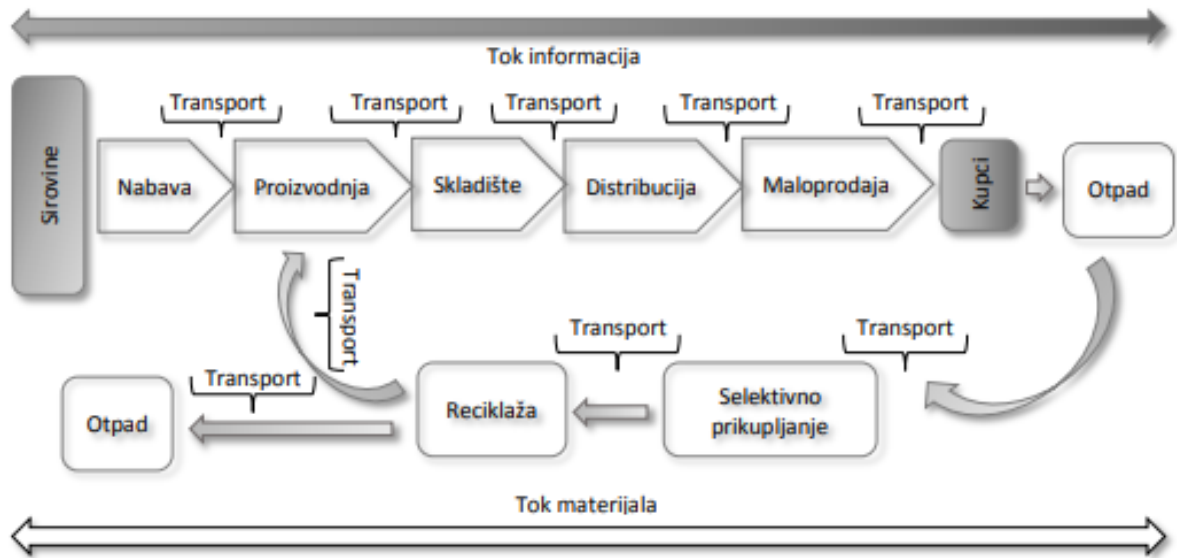 Tok informacija
Transport
Transport
Transport
Transport
Transport
Sirovine
Nabava
Proizvodnja
Skladište
Distribucija
Maloprodaja
Kupci
Otpad
Transport
Transport
Transport
Transport
Otpad
Reciklaža
Selektivno
prikupljanje
Tok materijala